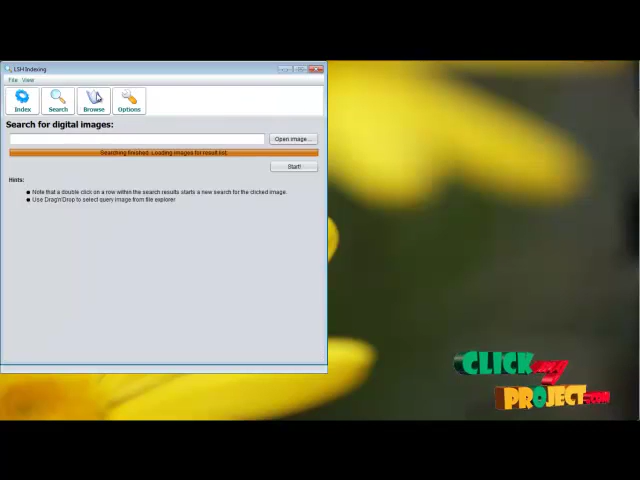 LSH Indexing
File View
Index Search Browse Options
Search for digital images:
Open image...
Searching finished. Loading images for result list.
Start!
Hints:
● Note that a double click on a row within the search results starts a new search for the clicked image.
● Use Drag'n'Drop to select query image from file explorer
CLICK my
PROJECT.COM